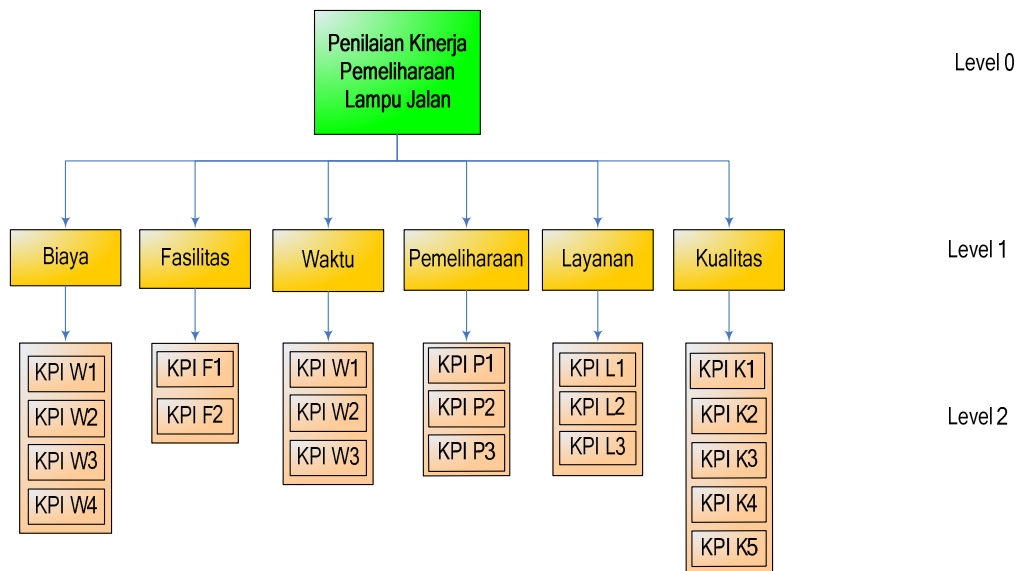 Penilaian Kinerja
Pemeliharaan
Lampu Jalan
Level 0
Biaya
Fasilitas
Waktu
Pemeliharaan
Layanan
Kualitas
Level 1
KPI W1
KPI W2
KPI W3
KPI W4
KPI F1
KPI F2
KPI W1
KPI W2
KPI W3
KPI P1
KPI P2
KPI P3
KPI L1
KPI L2
KPI L3
KPI K1
KPI K2
KPI K3
KPI K4
KPI K5
Level 2